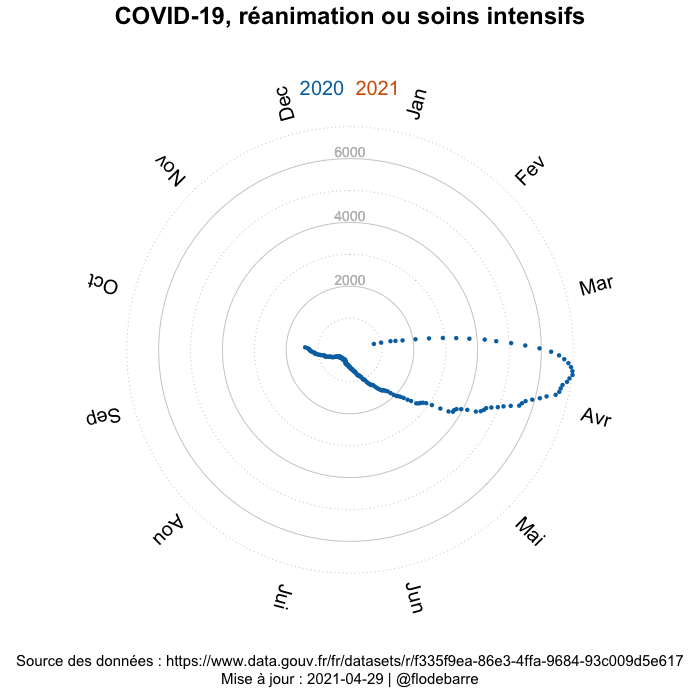 COVID-19, réanimation ou soins intensifs
2020 2021
Dec
Jan
Nov
Fev
6000
4000
Oct
Mar
2000
Sep
Avr
Aou
Mai
Jui
Jun
Source des données : https://www.data.gouv.fr/fr/datasets/r/f335f9ea-86e3-4ffa-9684-93c009d5e617
Mise à jour : 2021-04-29 | @flodebarre